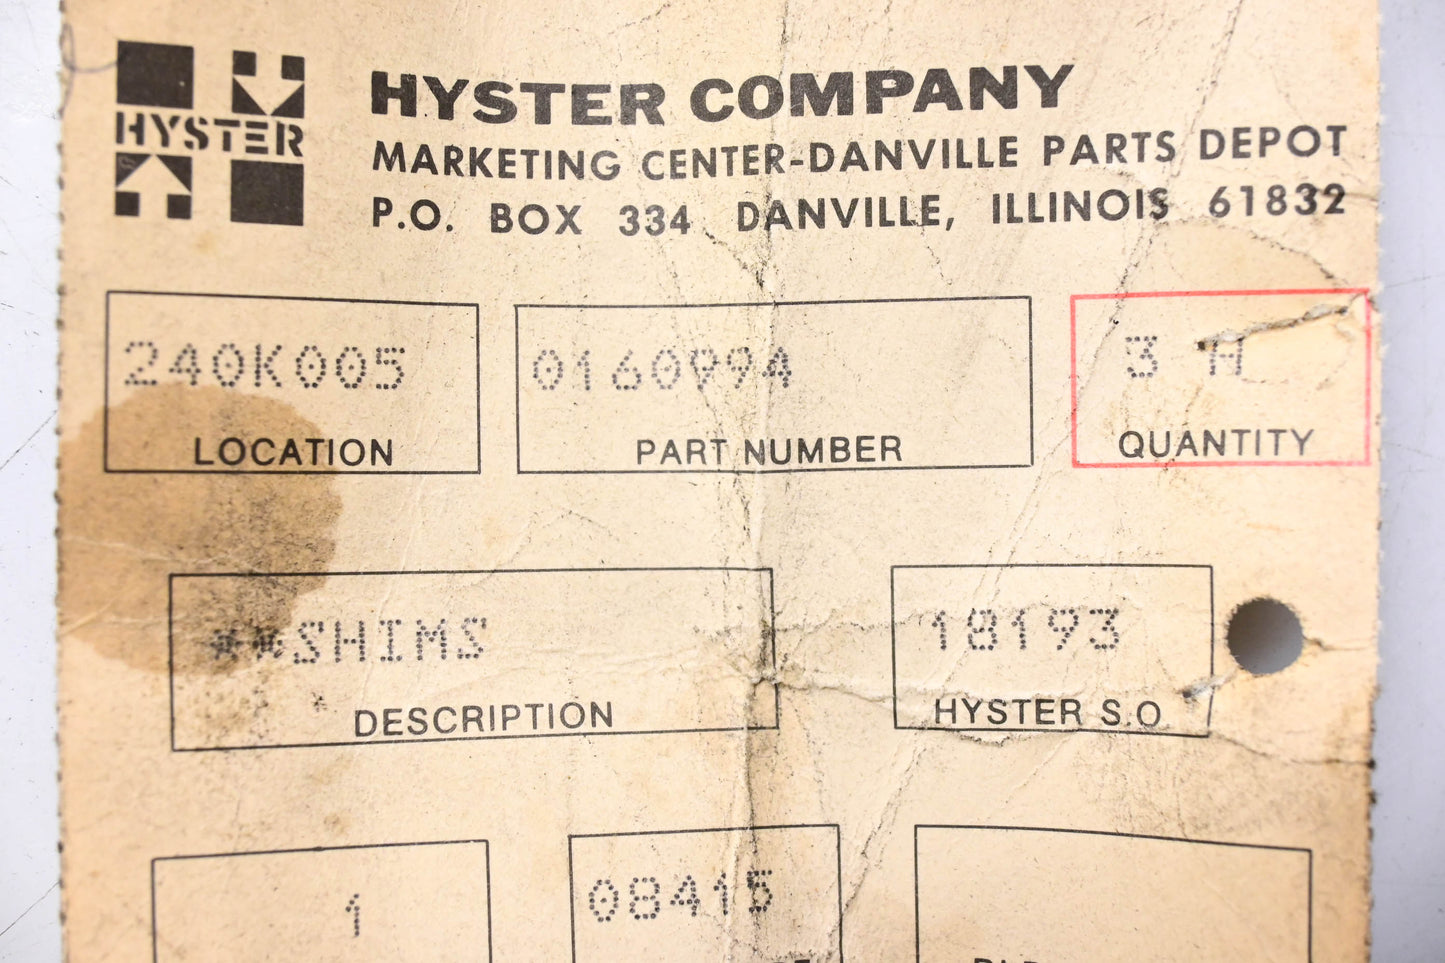 HYSTER
HYSTER COMPANY
MARKETING CENTER-DANVILLE PARTS DEPOT
P.O. BOX 334 DANVILLE, ILLINOIS 61832
240K005 0160994 3 H
LOCATION PART NUMBER QUANTITY
**SHIMS 18193
DESCRIPTION HYSTER S.O.
1 08415